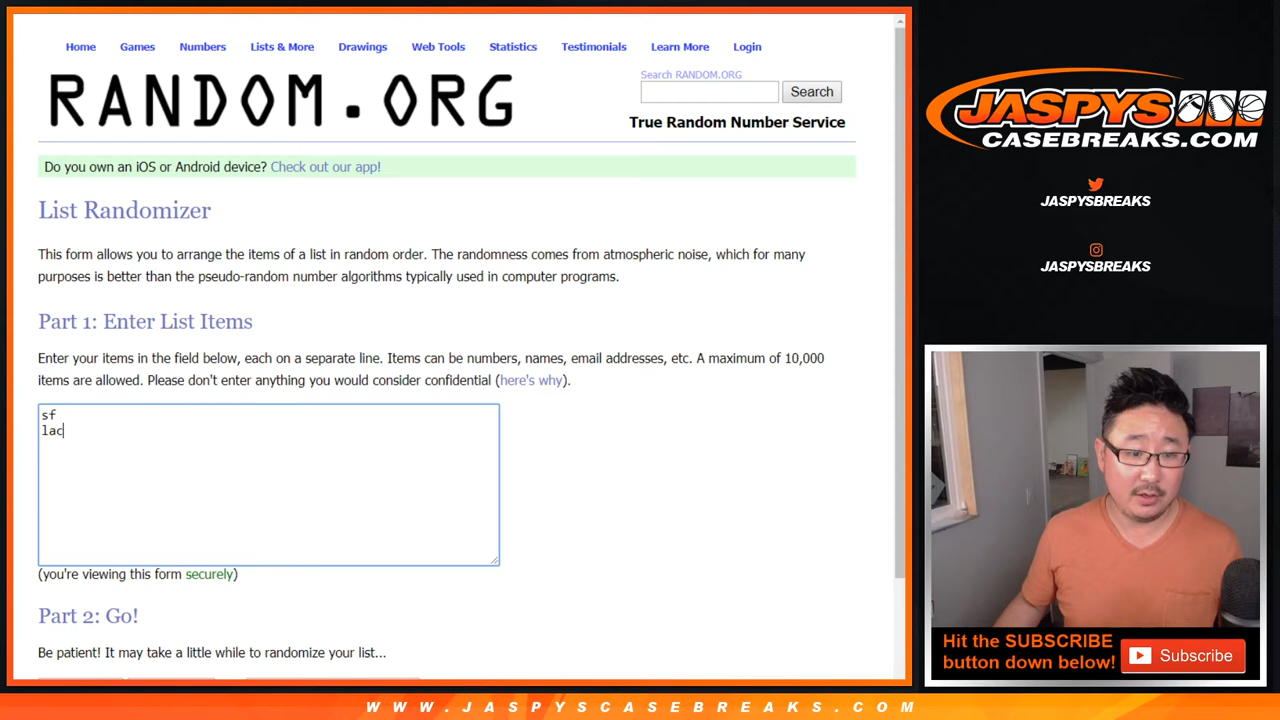 Home Games Numbers Lists & More Drawings Web Tools Statistics Testimonials Learn More Login
RANDOM.ORG
Search RANDOM.ORG
Search
True Random Number Service
Do you own an iOS or Android device? Check out our app!
List Randomizer
This form allows you to arrange the items of a list in random order. The randomness comes from atmospheric noise, which for many
purposes is better than the pseudo-random number algorithms typically used in computer programs.
Part 1: Enter List Items
Enter your items in the field below, each on a separate line. Items can be numbers, names, email addresses, etc. A maximum of 10,000
items are allowed. Please don't enter anything you would consider confidential (here's why).
sf
lac
(you're viewing this form securely)
Part 2: Go!
Be patient! It may take a little while to randomize your list...
JASPYS
CASEBREAKS.COM
JASPYSBREAKS
JASPYSBREAKS
Hit the SUBSCRIBE
button down below!
Subscribe
WWW.JASPYSCASEBREAKS.COM